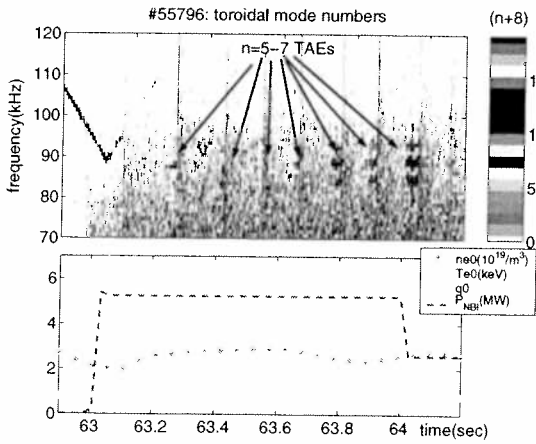 #55796: toroidal mode numbers
(n+8)
n=5-7 TAEs
frequency(kHz)
120
110
100
90
80
70
1
1
5
0
ne0(10^19/m^3)
Te0(keV)
q0
P_NBI(MW)
6
4
2
0
63
63.2
63.4
63.6
63.8
64
time(sec)